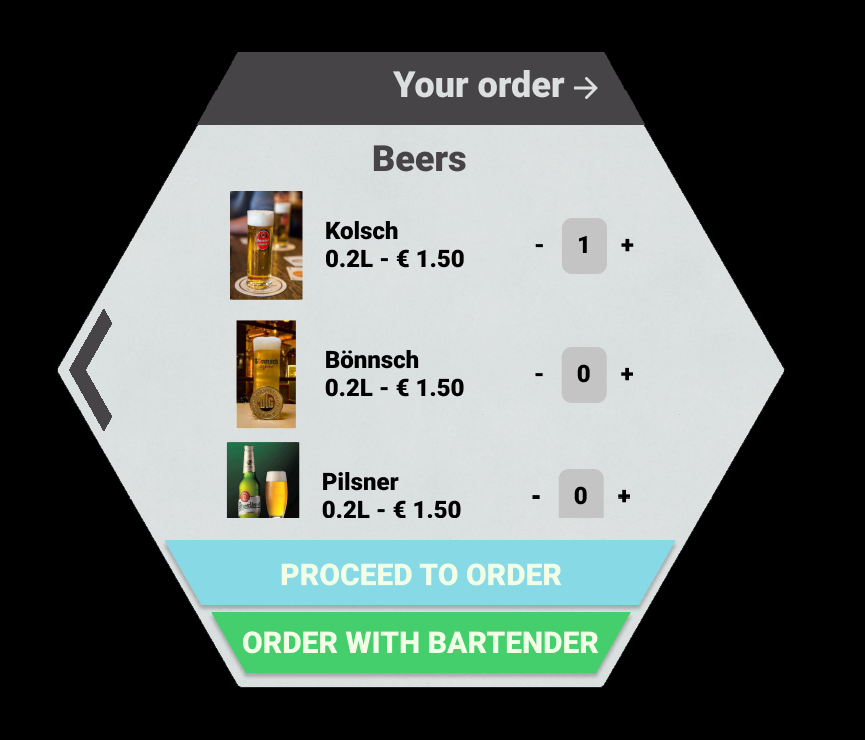 Your order →
Beers
Kolsch
0.2L - € 1.50
- 1 +
Bönnsch
0.2L - € 1.50
- 0 +
Pilsner
0.2L - € 1.50
- 0 +
PROCEED TO ORDER
ORDER WITH BARTENDER